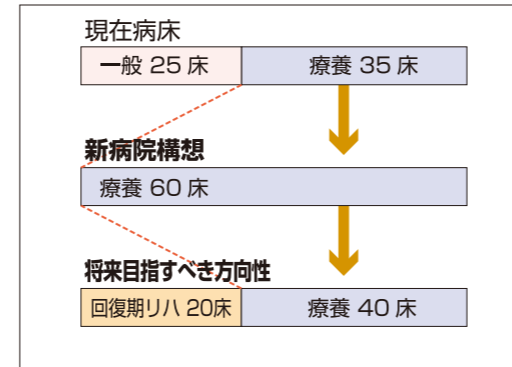 現在病床
一般 25 床 療養 35 床
新病院構想
療養 60 床
将来目指すべき方向性
回復期リハ 20床 療養 40 床